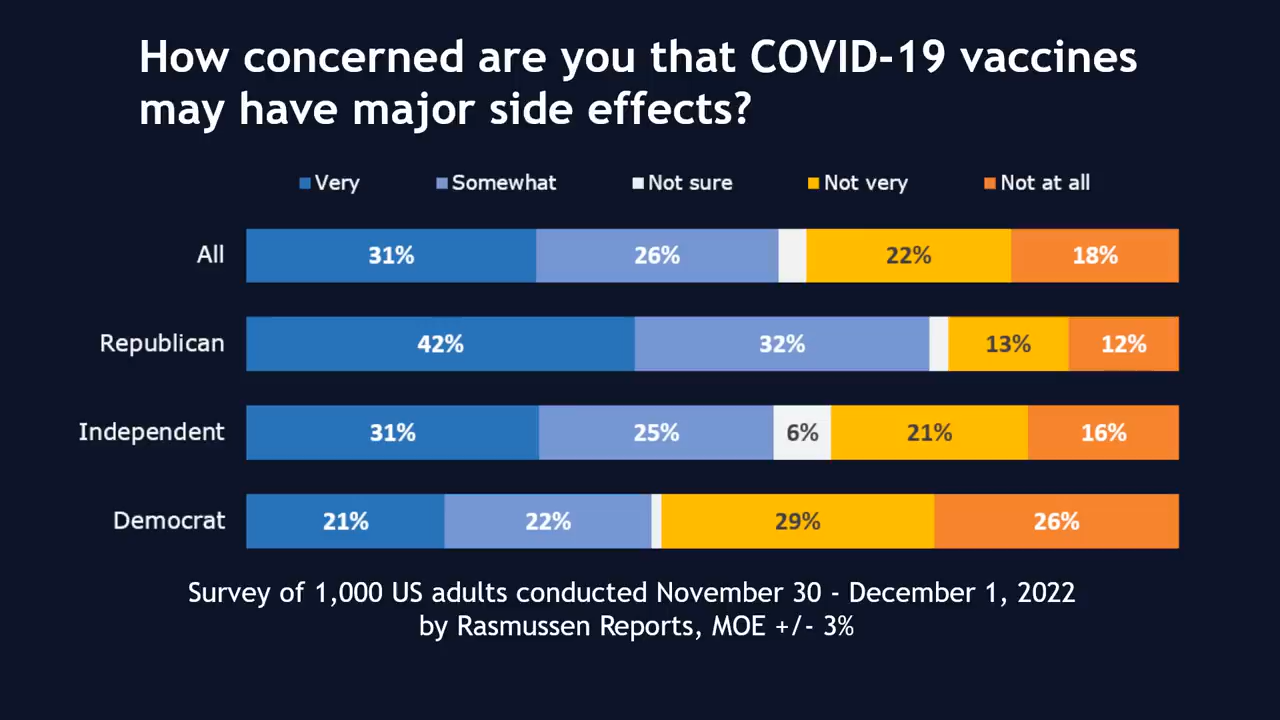 How concerned are you that COVID-19 vaccines
may have major side effects?
Very Somewhat Not sure Not very Not at all
All 31% 26% 22% 18%
Republican 42% 32% 13% 12%
Independent 31% 25% 6% 21% 16%
Democrat 21% 22% 29% 26%
Survey of 1,000 US adults conducted November 30 - December 1, 2022
by Rasmussen Reports, MOE +/- 3%